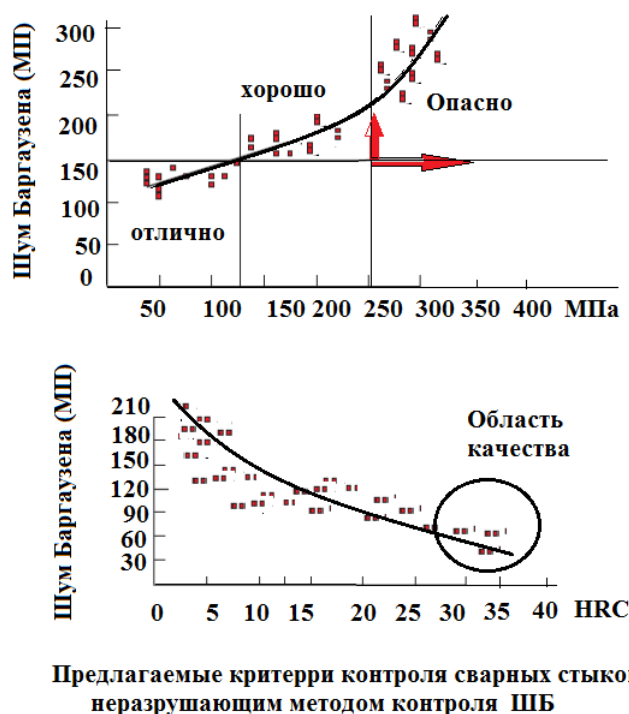 Шум Баргаузена (МП)
300
250
200
150
100
50
0
хорошо
Опасно
отлично
50 100 150 200 250 300 350 400 МПа
Шум Баргаузена (МП)
210
180
150
120
90
60
30
Область
качества
0 5 10 15 20 25 30 35 40 HRC
Предлагаемые критерри контроля сварных стыко
неразрушающим методом контроля ШБ